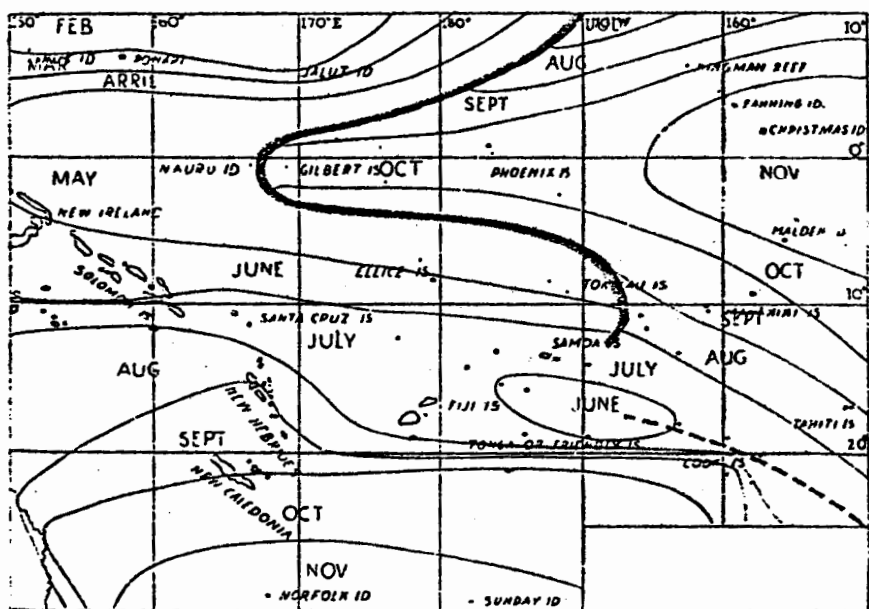 FEB
170°E
160°
10°
MAR
AUG
KINGMAN REEF
ARRIL
JALUIT ID
SEPT
FANNING ID.
CHRISTMAS ID
0°
NAURU ID
GILBERT IS
OCT
PHOENIX IS
NOV
MAY
NEW IRELAND
MALDEN
JUNE
ELLICE IS
OCT
SOLOMON
10°
SANTA CRUZ IS
SEPT
JULY
SAMOA IS
JULY
AUG
AUG
FIJI IS
JUNE
NEW HEBRIDES
TAHITI IS
SEPT
TONGA OR FRIENDLY IS
20°
COOK IS
NEW CALEDONIA
OCT
NOV
NORFOLK ID
SUNDAY ID